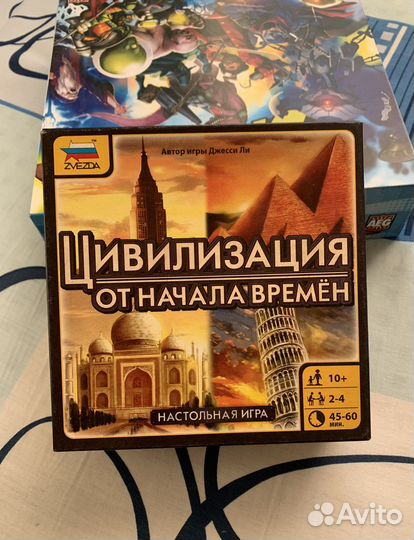 ZVEZDA
Автор игры Джесси Ли
ЦИВИЛИЗАЦИЯ
ОТ НАЧАЛА ВРЕМЁН
10+
2-4
45-60
МИН.
НАСТОЛЬНАЯ ИГРА
AEG
Avito